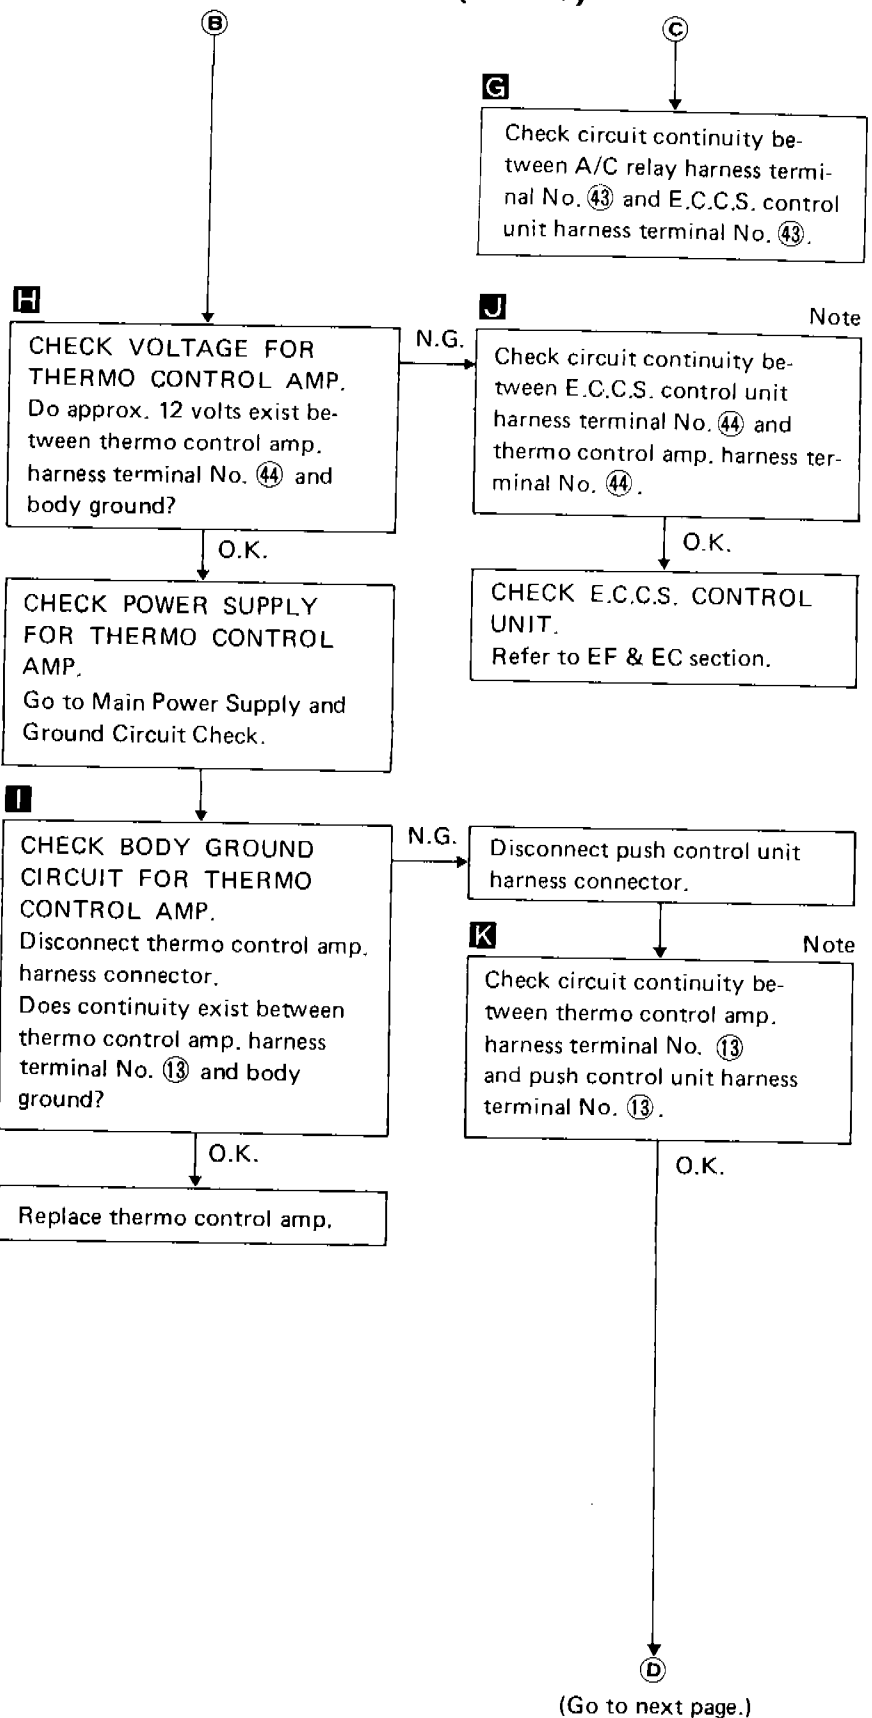 B
C
G
Check circuit continuity be-
tween A/C relay harness termi-
nal No. 43 and E.C.C.S. control
unit harness terminal No. 43.
H
CHECK VOLTAGE FOR
THERMO CONTROL AMP.
Do approx. 12 volts exist be-
tween thermo control amp.
harness terminal No. 44 and
body ground?
N.G.
J
Note
Check circuit continuity be-
tween E.C.C.S. control unit
harness terminal No. 44 and
thermo control amp. harness ter-
minal No. 44.
O.K.
O.K.
CHECK POWER SUPPLY
FOR THERMO CONTROL
AMP.
Go to Main Power Supply and
Ground Circuit Check.
CHECK E.C.C.S. CONTROL
UNIT.
Refer to EF & EC section.
I
CHECK BODY GROUND
CIRCUIT FOR THERMO
CONTROL AMP.
Disconnect thermo control amp.
harness connector.
Does continuity exist between
thermo control amp. harness
terminal No. 13 and body
ground?
N.G.
Disconnect push control unit
harness connector.
K
Note
Check circuit continuity be-
tween thermo control amp.
harness terminal No. 13
and push control unit harness
terminal No. 13.
O.K.
O.K.
Replace thermo control amp.
D
(Go to next page.)